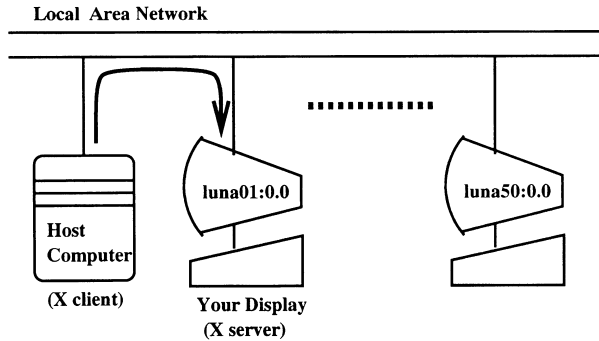 Local Area Network
luna01:0.0
luna50:0.0
Host
Computer
(X client)
Your Display
(X server)